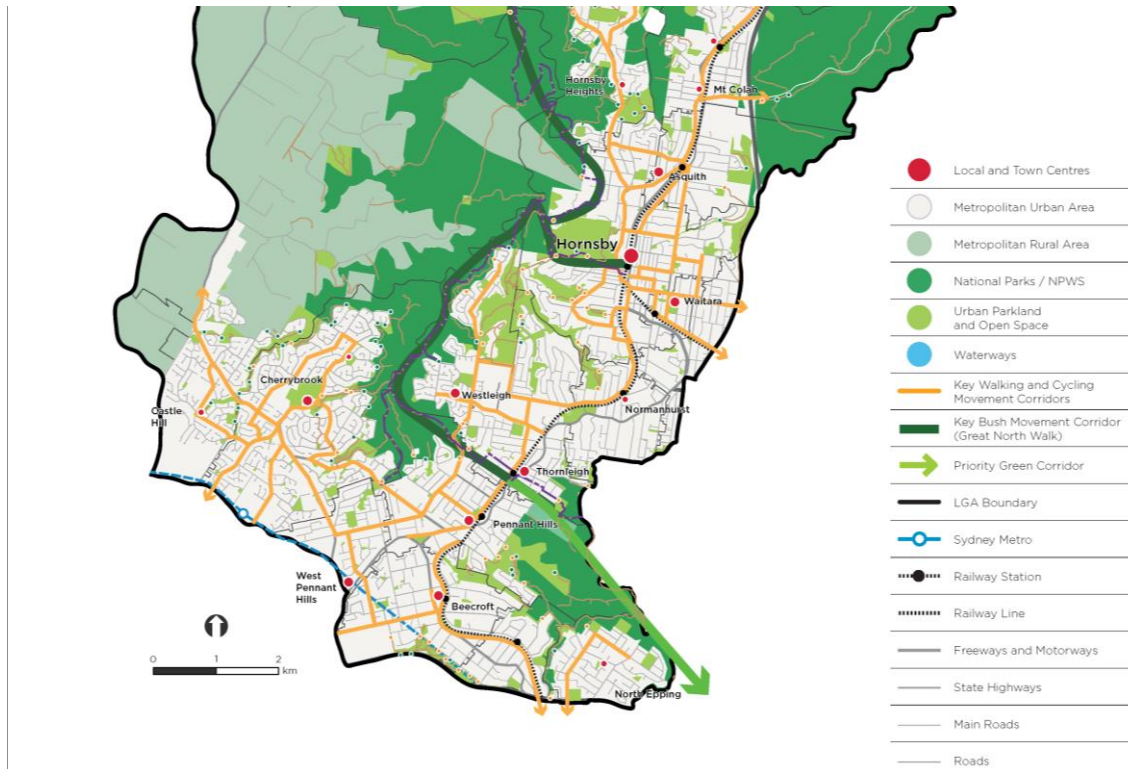 Hornsby
Heights
Mt Colah
Asquith
Hornsby
Waitara
Cherrybrook
Castle
Hill
Westleigh
Normanhurst
Thornleigh
Pennant Hills
West
Pennant
Hills
Beecroft
North Epping
0 1 2
km
Local and Town Centres
Metropolitan Urban Area
Metropolitan Rural Area
National Parks / NPWS
Urban Parkland
and Open Space
Waterways
Key Walking and Cycling
Movement Corridors
Key Bush Movement Corridor
(Great North Walk)
Priority Green Corridor
LGA Boundary
Sydney Metro
Railway Station
Railway Line
Freeways and Motorways
State Highways
Main Roads
Roads